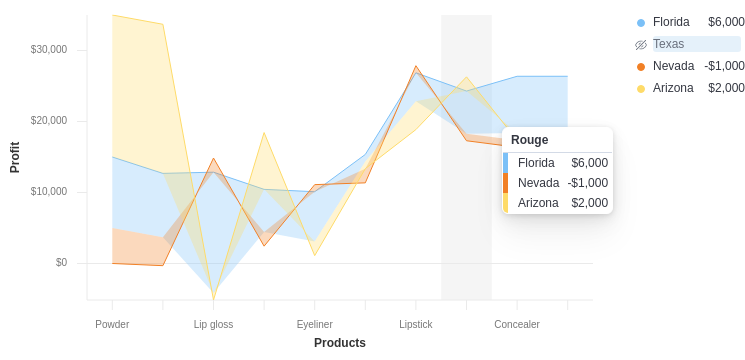 Florida $6,000
Texas
Nevada -$1,000
Arizona $2,000
Profit
$30,000
$20,000
$10,000
$0
Rouge
Florida $6,000
Nevada -$1,000
Arizona $2,000
Powder Lip gloss Eyeliner Lipstick Concealer
Products